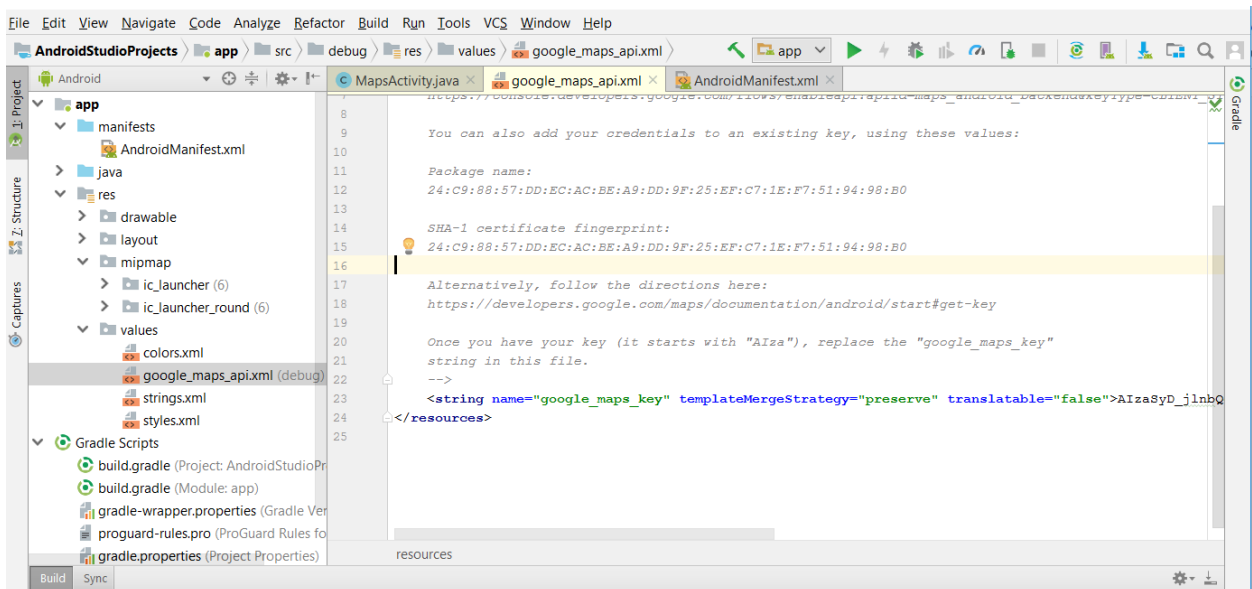 File Edit View Navigate Code Analyze Refactor Build Run Tools VCS Window Help
AndroidStudioProjects app src debug res values google_maps_api.xml app
Android MapsActivity.java google_maps_api.xml AndroidManifest.xml
1: Project
Z: Structure
Captures
app
manifests
AndroidManifest.xml
java
res
drawable
layout
mipmap
ic_launcher (6)
ic_launcher_round (6)
values
colors.xml
google_maps_api.xml (debug)
strings.xml
styles.xml
Gradle Scripts
build.gradle (Project: AndroidStudioPr
build.gradle (Module: app)
gradle-wrapper.properties (Gradle Ver
proguard-rules.pro (ProGuard Rules fo
gradle.properties (Project Properties)
8
9 You can also add your credentials to an existing key, using these values:
10
11 Package name:
12 24:C9:88:57:DD:EC:AC:BE:A9:DD:9F:25:EF:C7:1E:F7:51:94:98:B0
13
14 SHA-1 certificate fingerprint:
15 24:C9:88:57:DD:EC:AC:BE:A9:DD:9F:25:EF:C7:1E:F7:51:94:98:B0
16
17 Alternatively, follow the directions here:
18 https://developers.google.com/maps/documentation/android/start#get-key
19
20 Once you have your key (it starts with "AIza"), replace the "google_maps_key"
21 string in this file.
22 -->
23 <string name="google_maps_key" templateMergeStrategy="preserve" translatable="false">AIzaSyD_jlnbQ
24 </resources>
25
resources
Gradle
Build Sync